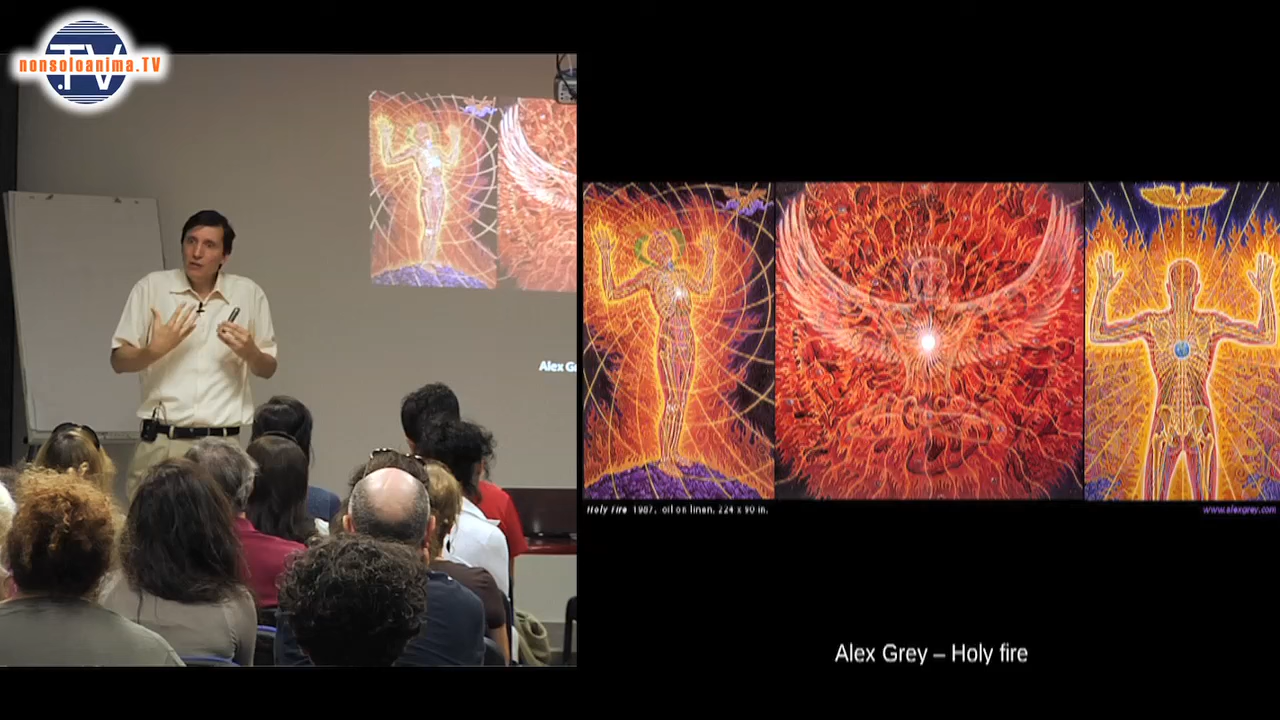 .TV
nonsoloanima.TV
Alex G
Holy Fire 1987, oil on linen, 224 x 90 in.
www.alexgrey.com
Alex Grey – Holy fire